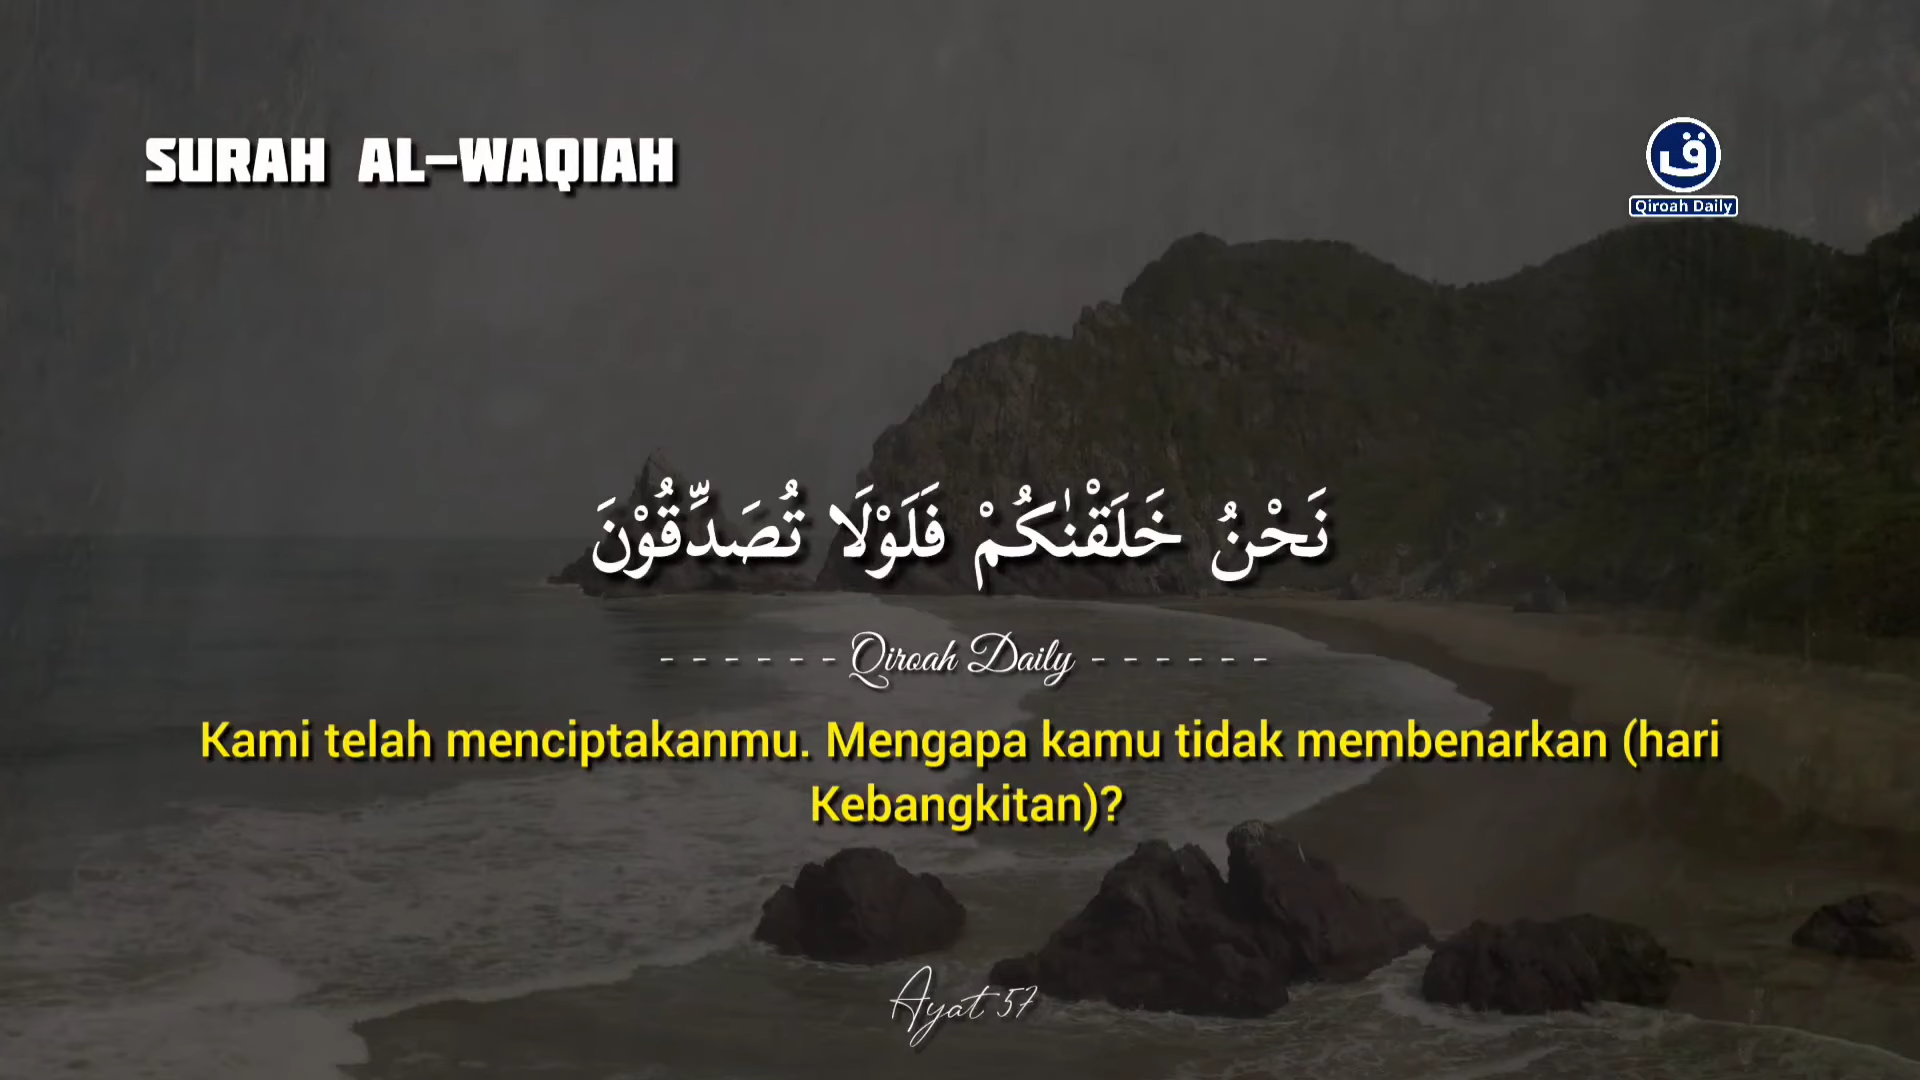 SURAH AL-WAQIAH
ق
Qiroah Daily
نَحْنُ خَلَقْنٰكُمْ فَلَوْلَا تُصَدِّقُوْنَ
- - - - - - Qiroah Daily - - - - - -
Kami telah menciptakanmu. Mengapa kamu tidak membenarkan (hari
Kebangkitan)?
Ayat 57